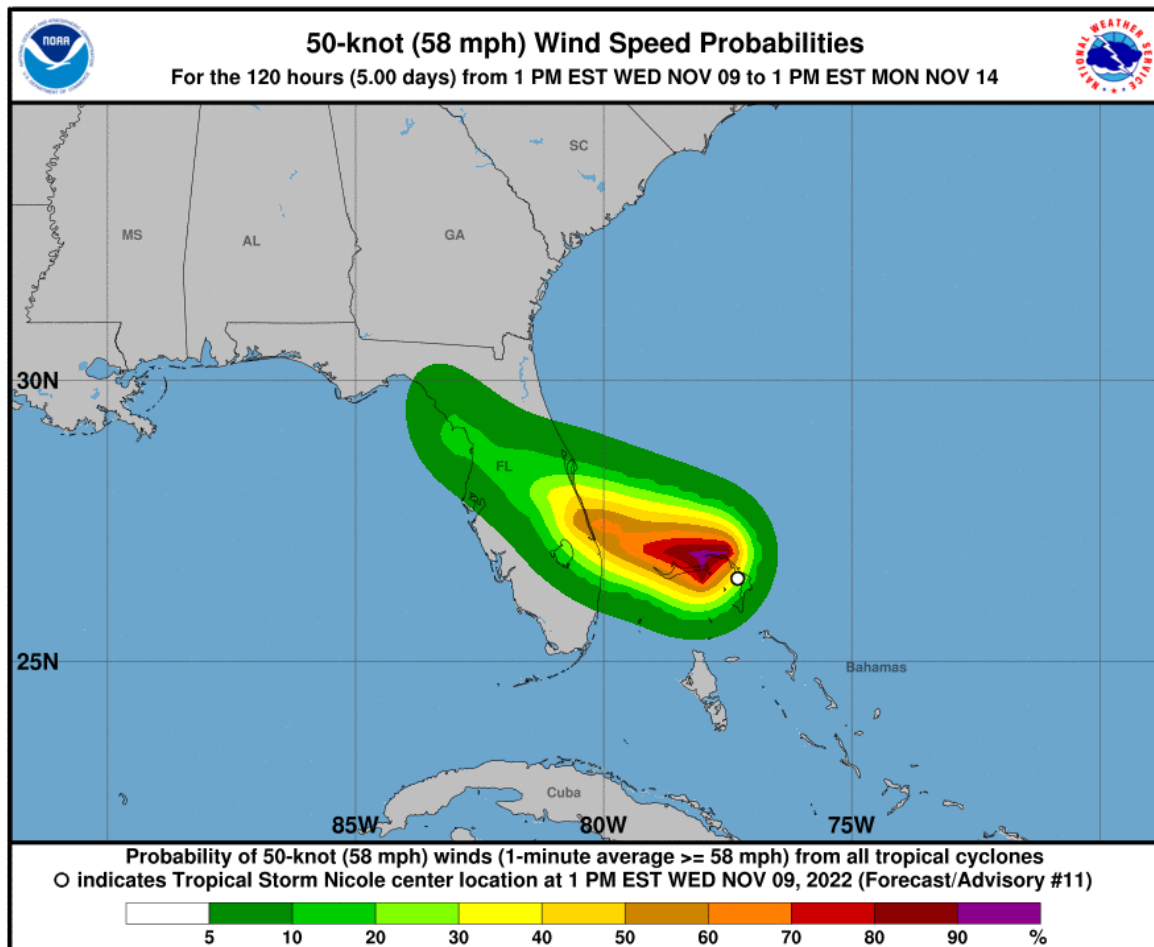 50-knot (58 mph) Wind Speed Probabilities
For the 120 hours (5.00 days) from 1 PM EST WED NOV 09 to 1 PM EST MON NOV 14
NOAA
NATIONAL WEATHER SERVICE
SC
MS
AL
GA
30N
FL
25N
Bahamas
Cuba
85W
80W
75W
Probability of 50-knot (58 mph) winds (1-minute average >= 58 mph) from all tropical cyclones
O indicates Tropical Storm Nicole center location at 1 PM EST WED NOV 09, 2022 (Forecast/Advisory #11)
5 10 20 30 40 50 60 70 80 90 %